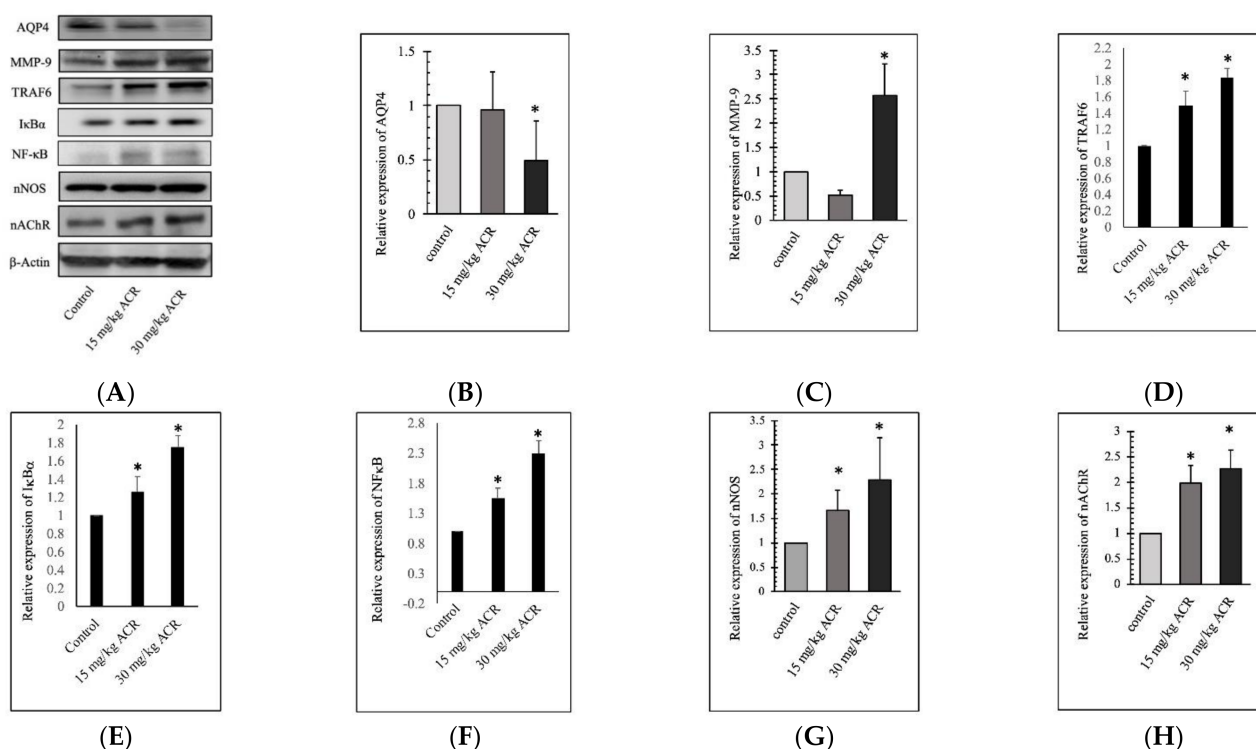 AQP4
MMP-9
TRAF6
IκBα
NF-κB
nNOS
nAChR
β-Actin
Control
15 mg/kg ACR
30 mg/kg ACR
(A)
Relative expression of AQP4
1.5
1
0.5
0
*
control
15 mg/kg ACR
30 mg/kg ACR
(B)
Relative expression of MMP-9
3.5
3
2.5
2
1.5
1
0.5
0
*
control
15 mg/kg ACR
30 mg/kg ACR
(C)
Relative expression of TRAF6
2.2
2
1.8
1.6
1.4
1.2
1
0.8
0.6
0.4
0.2
0
*
*
Control
15 mg/kg ACR
30 mg/kg ACR
(D)
Relative expression of IκBα
2
1.8
1.6
1.4
1.2
1
0.8
0.6
0.4
0.2
0
*
*
Control
15 mg/kg ACR
30 mg/kg ACR
(E)
Relative expression of NFκB
2.8
2.3
1.8
1.3
0.8
0.3
-0.2
*
*
Control
15 mg/kg ACR
30 mg/kg ACR
(F)
Relative expression of nNOS
3.5
3
2.5
2
1.5
1
0.5
0
*
*
control
15 mg/kg ACR
30 mg/kg ACR
(G)
Relative expression of nAChR
3
2.5
2
1.5
1
0.5
0
*
*
control
15 mg/kg ACR
30 mg/kg ACR
(H)